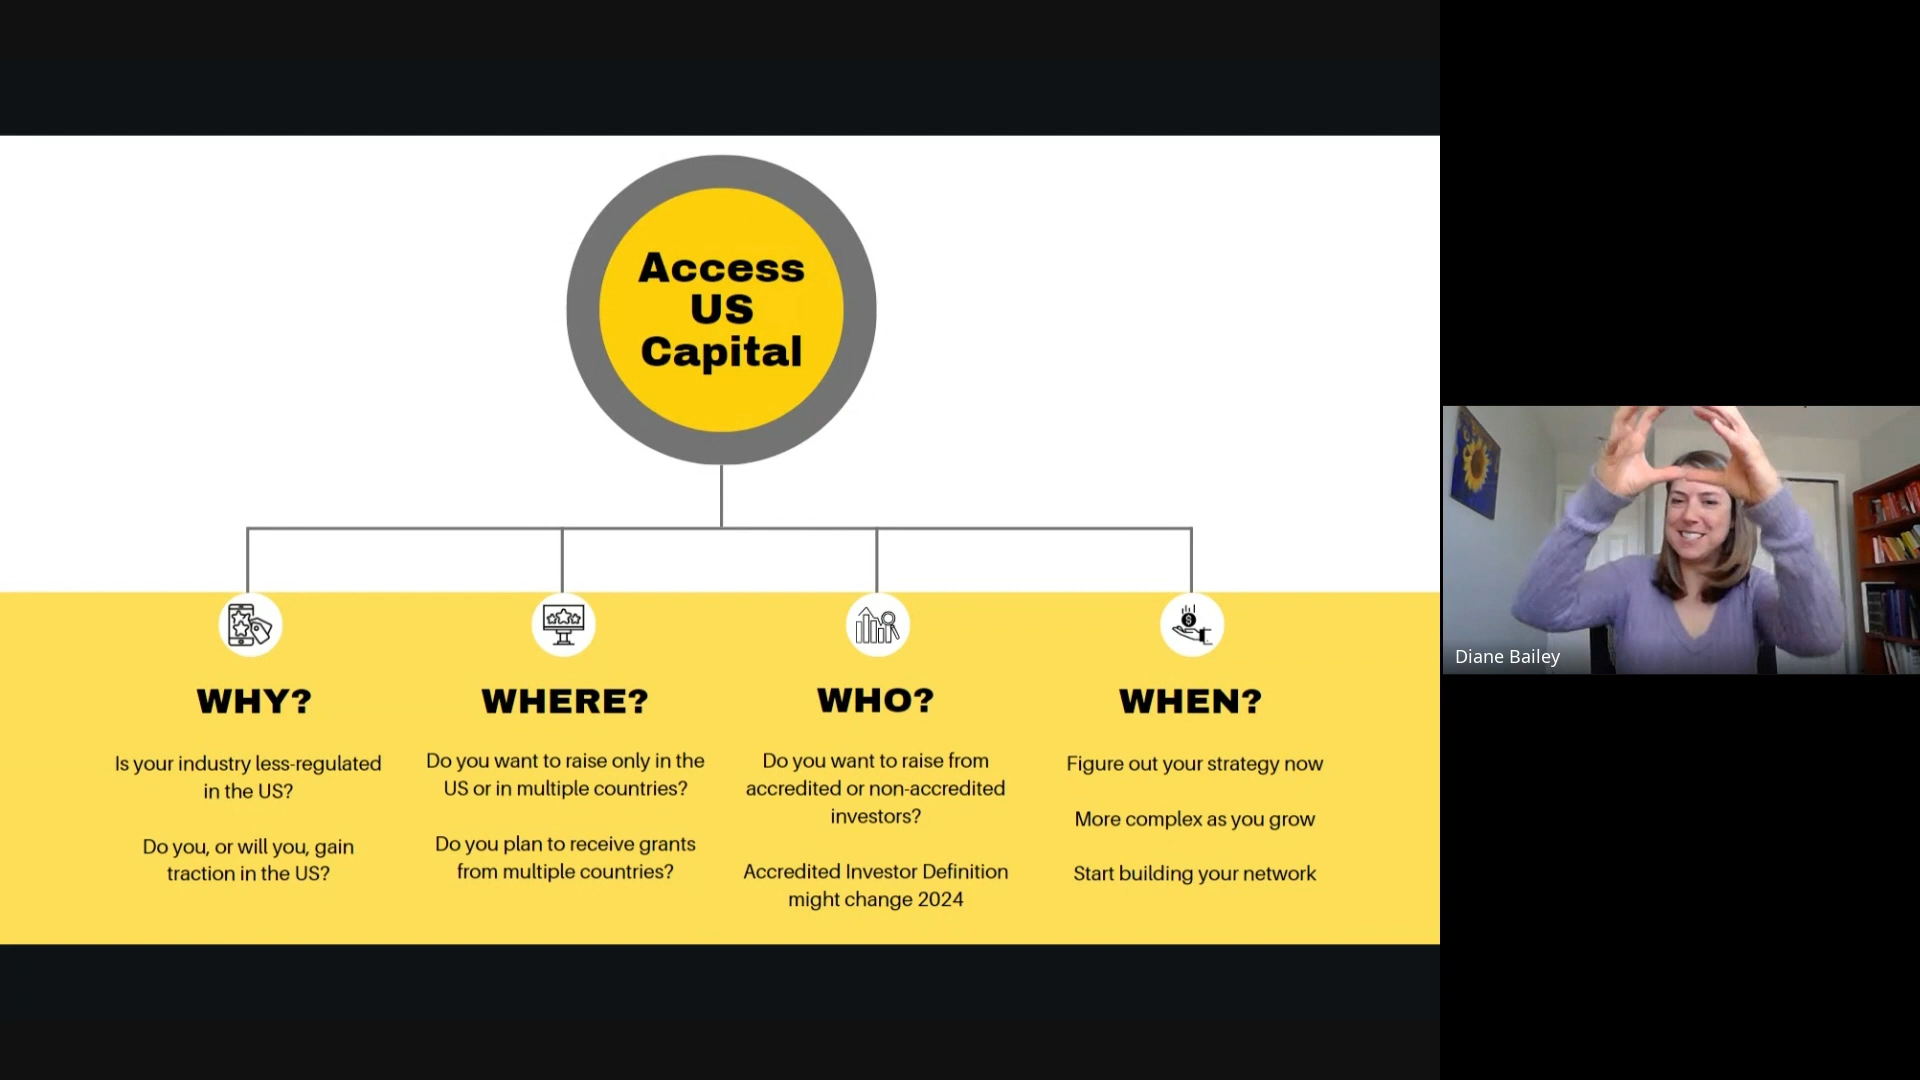 Access
US
Capital
WHY?
Is your industry less-regulated
in the US?
Do you, or will you, gain
traction in the US?
WHERE?
Do you want to raise only in the
US or in multiple countries?
Do you plan to receive grants
from multiple countries?
WHO?
Do you want to raise from
accredited or non-accredited
investors?
Accredited Investor Definition
might change 2024
WHEN?
Figure out your strategy now
More complex as you grow
Start building your network
Diane Bailey